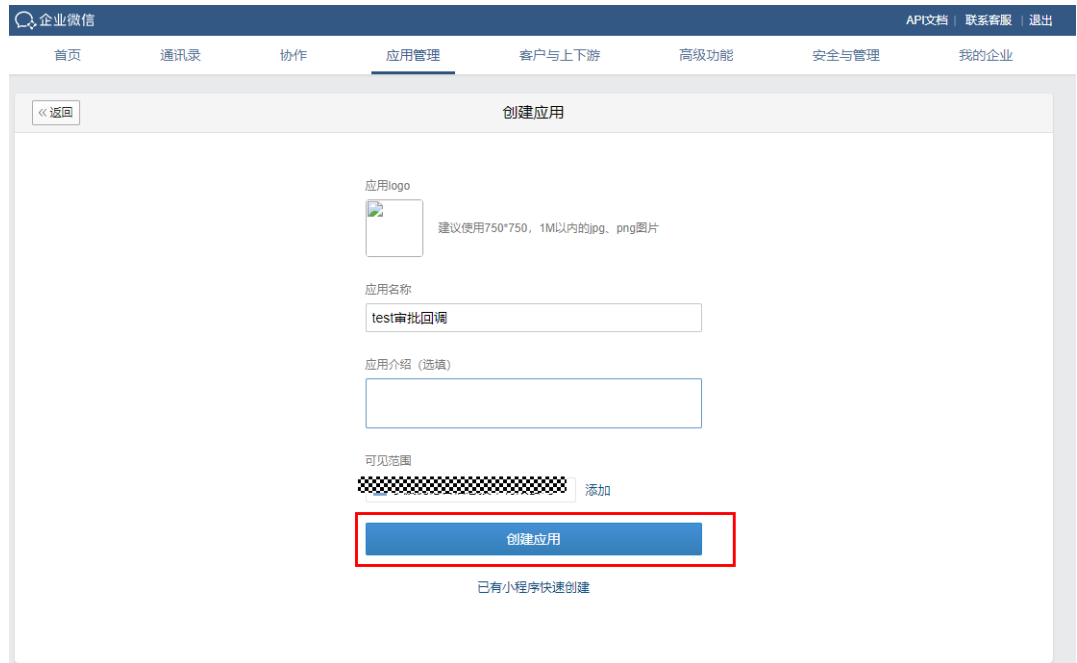 企业微信
API文档 | 联系客服 | 退出
首页 通讯录 协作 应用管理 客户与上下游 高级功能 安全与管理 我的企业
«返回
创建应用
应用logo
建议使用750*750，1M以内的jpg、png图片
应用名称
test审批回调
应用介绍（选填）
可见范围
添加
创建应用
已有小程序快速创建